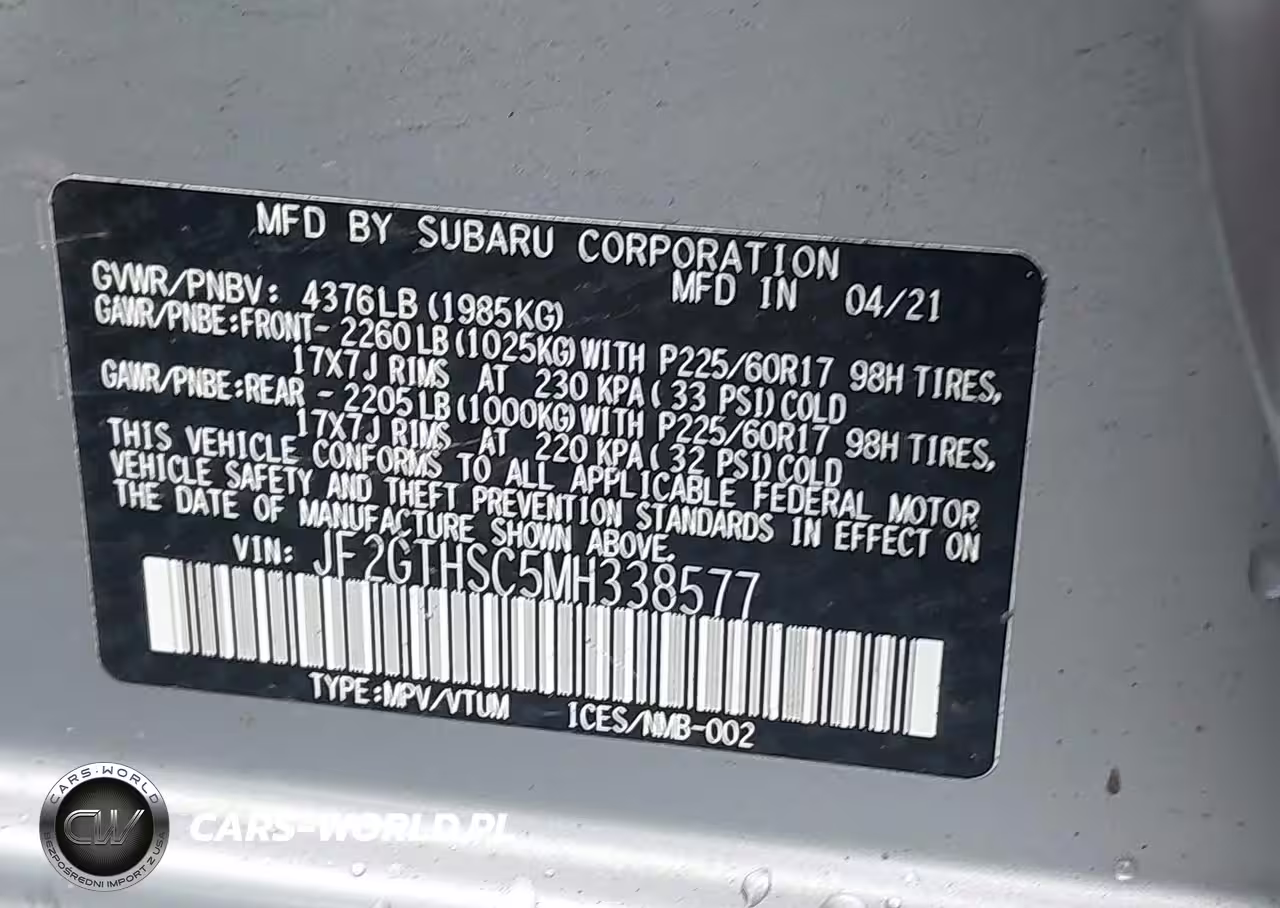 MFD BY SUBARU CORPORATION
MFD IN 04/21
GVWR/PNBV: 4376LB (1985KG)
GAWR/PNBE:FRONT- 2260 LB (1025KG) WITH P225/60R17 98H TIRES,
17X7J RIMS AT 230 KPA ( 33 PSI) COLD
GAWR/PNBE:REAR - 2205 LB (1000KG) WITH P225/60R17 98H TIRES,
17X7J RIMS AT 220 KPA ( 32 PSI) COLD
THIS VEHICLE CONFORMS TO ALL APPLICABLE FEDERAL MOTOR
VEHICLE SAFETY AND THEFT PREVENTION STANDARDS IN EFFECT ON
THE DATE OF MANUFACTURE SHOWN ABOVE.
VIN: JF2GTHSC5MH338577
TYPE:MPV/VTUM ICES/NMB-002
CARS-WORLD
CW
BEZPOŚREDNI IMPORT Z USA
CARS-WORLD.PL